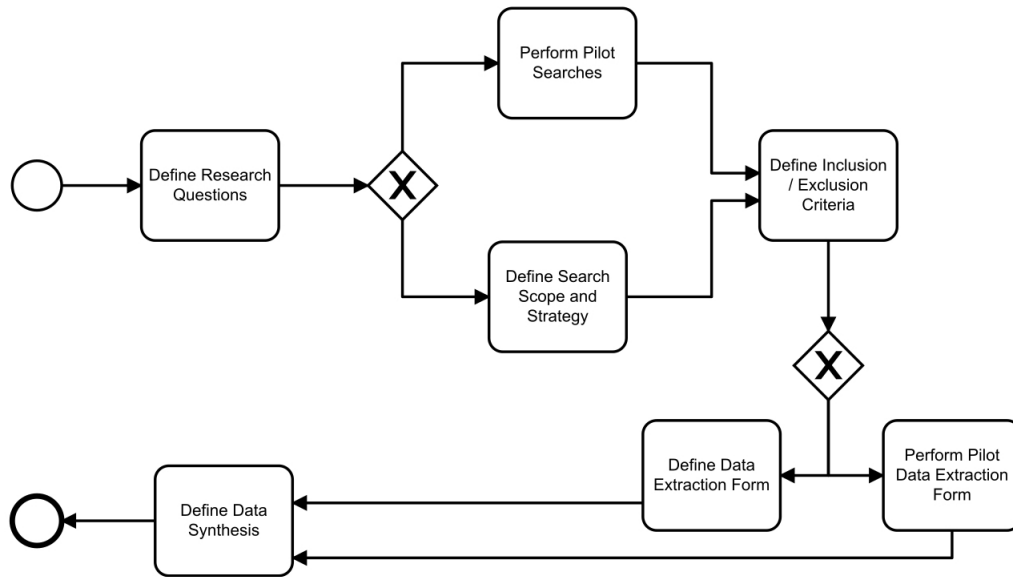 Perform Pilot
Searches
Define Research
Questions
X
Define Inclusion
/ Exclusion
Criteria
Define Search
Scope and
Strategy
X
Define Data
Extraction Form
Perform Pilot
Data Extraction
Form
Define Data
Synthesis